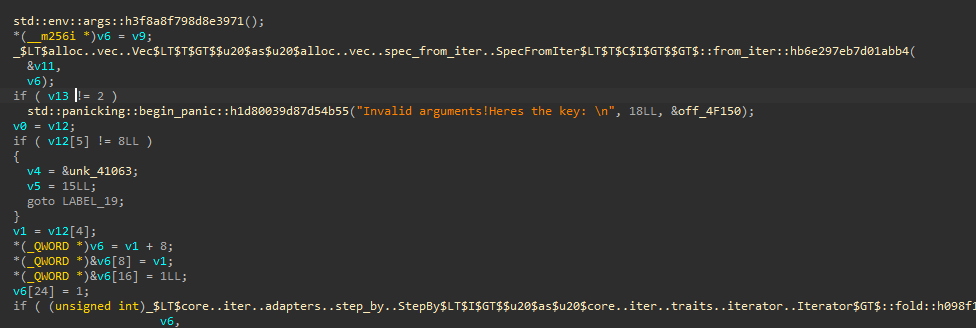 std::env::args::h3f8a8f798d8e3971();
*(__m256i *)v6 = v9;
_$LT$alloc..vec..Vec$LT$T$GT$$u20$as$u20$alloc..vec..spec_from_iter..SpecFromIter$LT$T$C$I$GT$$GT$::from_iter::hb6e297eb7d01abb4(
&v11,
v6);
if ( v13 != 2 )
std::panicking::begin_panic::h1d80039d87d54b55("Invalid arguments!Heres the key: \n", 18LL, &off_4F150);
v0 = v12;
if ( v12[5] != 8LL )
{
v4 = &unk_41063;
v5 = 15LL;
goto LABEL_19;
}
v1 = v12[4];
*(_QWORD *)v6 = v1 + 8;
*(_QWORD *)&v6[8] = v1;
*(_QWORD *)&v6[16] = 1LL;
v6[24] = 1;
if ( (unsigned int)_$LT$core..iter..adapters..step_by..StepBy$LT$I$GT$$u20$as$u20$core..iter..traits..iterator..Iterator$GT$::fold::h098f1
v6,